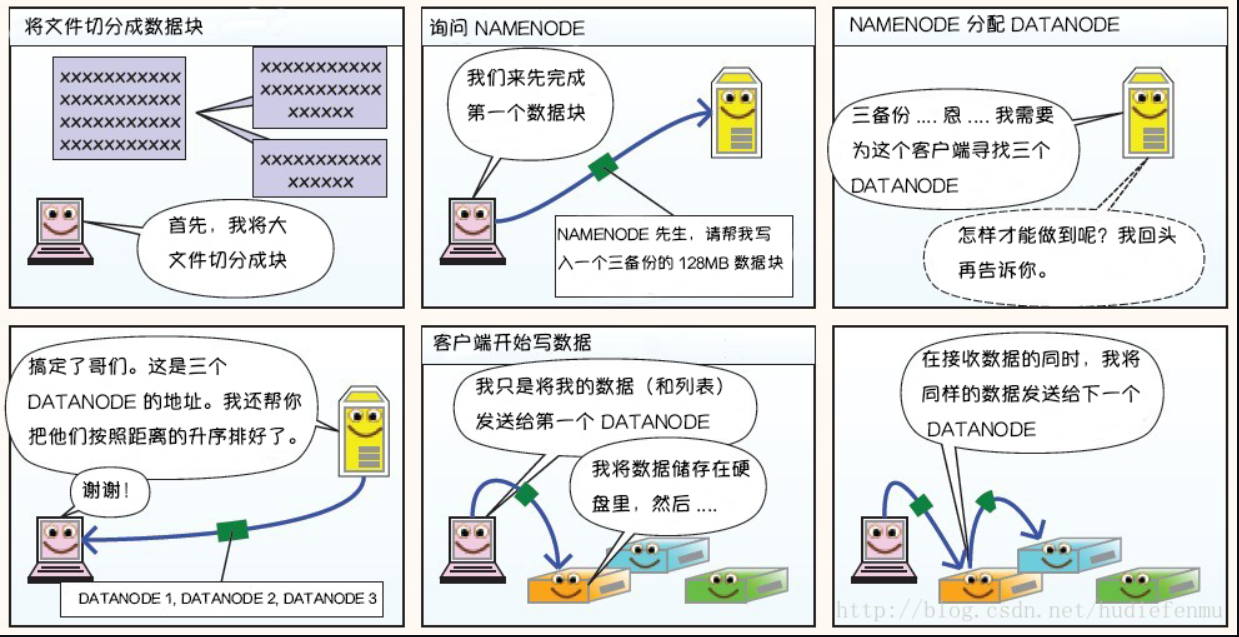 将文件切分成数据块
xxxxxxxxxxx
xxxxxxxxxxx
xxxxxxxxxxx
xxxxxxxxxxx
xxxxxxxxxxx
xxxxxxxxxxx
xxxxxx
xxxxxxxxxxx
xxxxxx
首先，我将大
文件切分成块
询问 NAMENODE
我们来先完成
第一个数据块
NAMENODE 先生，请帮我写
入一个三备份的 128MB 数据块
NAMENODE 分配 DATANODE
三备份 .... 恩 .... 我需要
为这个客户端寻找三个
DATANODE
怎样才能做到呢？我回头
再告诉你。
搞定了哥们。这是三个
DATANODE 的地址。我还帮你
把他们按照距离的升序排好了。
谢谢！
DATANODE 1, DATANODE 2, DATANODE 3
客户端开始写数据
我只是将我的数据（和列表）
发送给第一个 DATANODE
我将数据储存在硬
盘里，然后 ....
在接收数据的同时，我将
同样的数据发送给下一个
DATANODE
http://blog.csdn.net/hudiefenmu